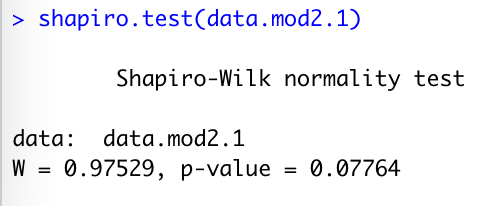 > shapiro.test(data.mod2.1)
Shapiro-Wilk normality test
data:  data.mod2.1
W = 0.97529, p-value = 0.07764